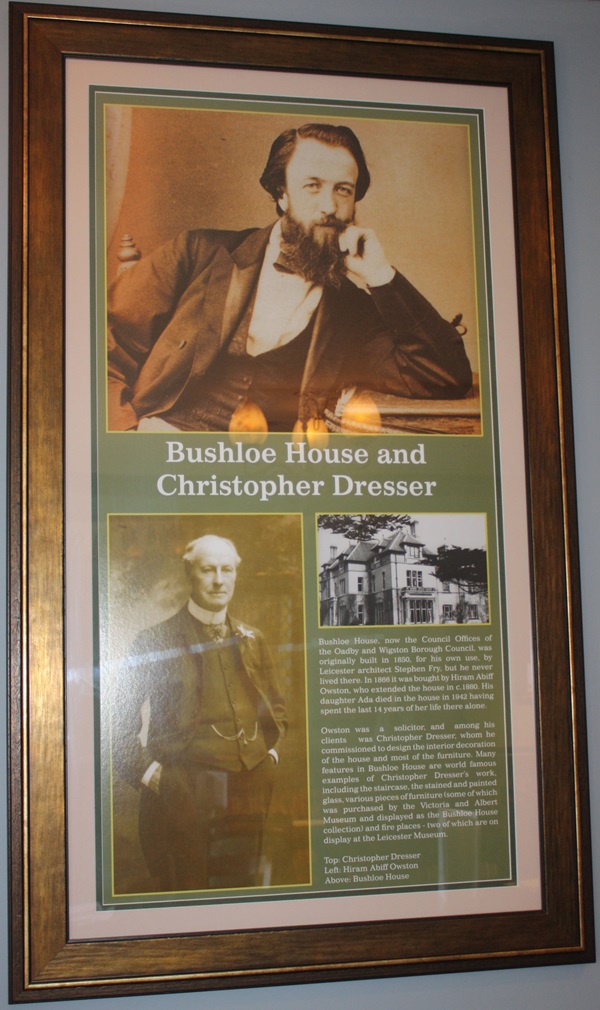 Bushloe House and
Christopher Dresser
Bushloe House, now the Council Offices of
the Oadby and Wigston Borough Council, was
originally built in 1850, for his own use, by
Leicester architect Stephen Fry, but he never
lived there. In 1866 it was bought by Hiram Abiff
Owston, who extended the house in c.1880. His
daughter Ada died in the house in 1942 having
spent the last 14 years of her life there alone.
Owston was a solicitor, and among his
clients was Christopher Dresser, whom he
commissioned to design the interior decoration
of the house and most of the furniture. Many
features in Bushloe House are world famous
examples of Christopher Dresser's work,
including the staircase, the stained and painted
glass, various pieces of furniture (some of which
was purchased by the Victoria and Albert
Museum and displayed as the Bushloe House
collection) and fire places - two of which are on
display at the Leicester Museum.
Top: Christopher Dresser
Left: Hiram Abiff Owston
Above: Bushloe House